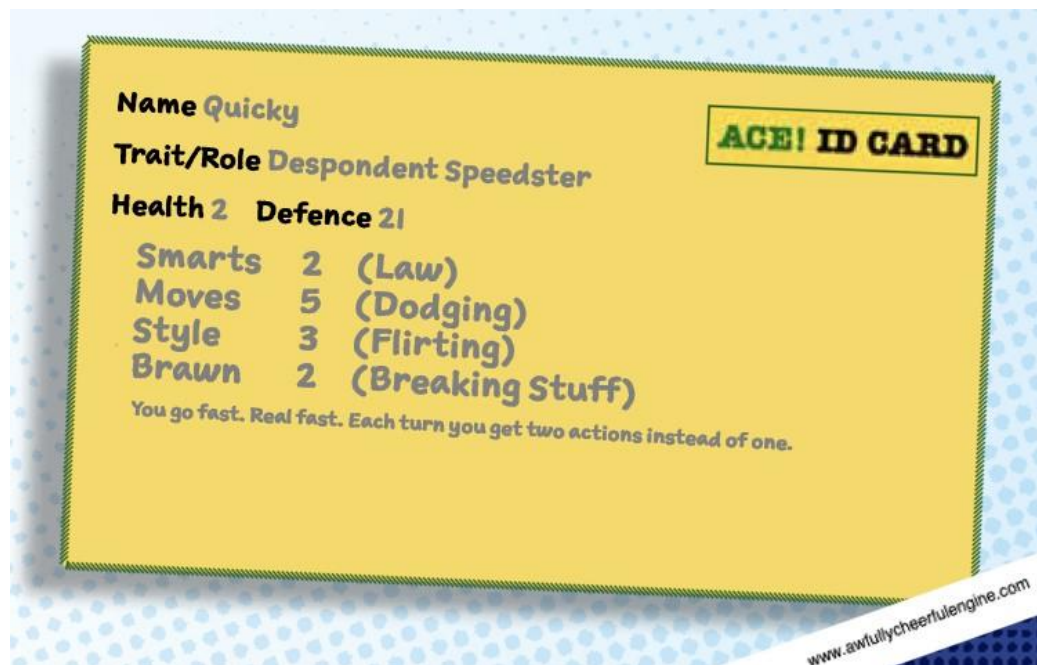 Name Quicky
ACE! ID CARD
Trait/Role Despondent Speedster
Health 2 Defence 21
Smarts 2 (Law)
Moves 5 (Dodging)
Style 3 (Flirting)
Brawn 2 (Breaking Stuff)
You go fast. Real fast. Each turn you get two actions instead of one.
www.awfullycheerfulengine.com